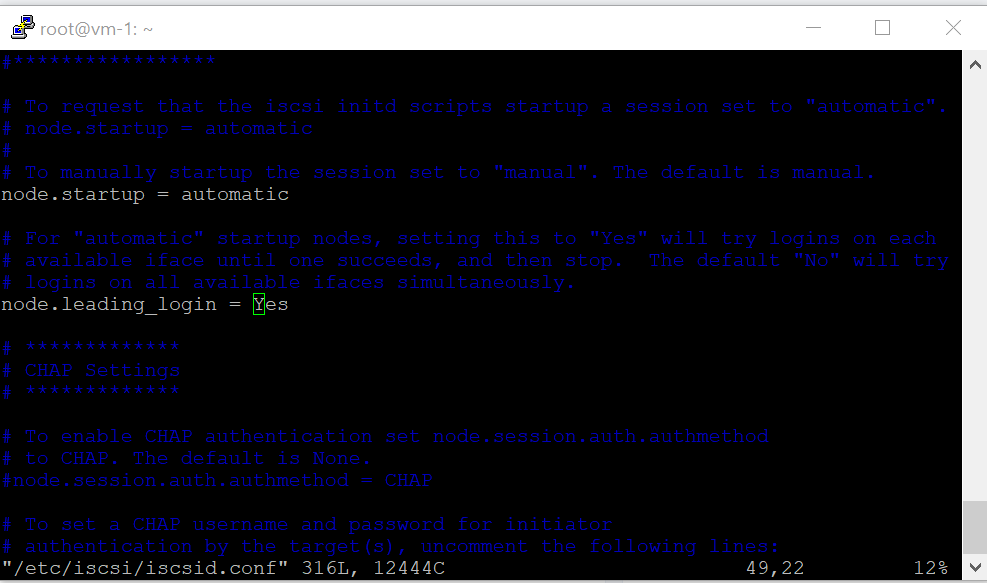 root@vm-1: ~
#*****************
# To request that the iscsi initd scripts startup a session set to "automatic".
# node.startup = automatic
#
# To manually startup the session set to "manual". The default is manual.
node.startup = automatic
# For "automatic" startup nodes, setting this to "Yes" will try logins on each
# available iface until one succeeds, and then stop.  The default "No" will try
# logins on all available ifaces simultaneously.
node.leading_login = Yes
# *************
# CHAP Settings
# *************
# To enable CHAP authentication set node.session.auth.authmethod
# to CHAP. The default is None.
#node.session.auth.authmethod = CHAP
# To set a CHAP username and password for initiator
# authentication by the target(s), uncomment the following lines:
"/etc/iscsi/iscsid.conf" 316L, 12444C 49,22 12%